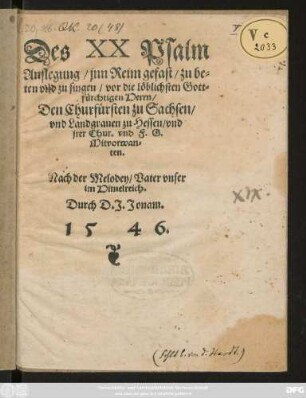 Des XX Psalm
Auslegung / jnn Reim gefast / zu be-
ten vnd zu singen / vor die löblichsten Gott-
fürchtigen Herrn /
Den Churfürsten zu Sachsen /
vnd Landgrauen zu Hessen / vnd
jrer Chur. vnd F. G.
Mitvorwan-
ten.
Nach der Melodey / Vater vnser
im Himelreich.
Durch D. J. Jonam.
1 5 4 6.
V c
2033
XIX.